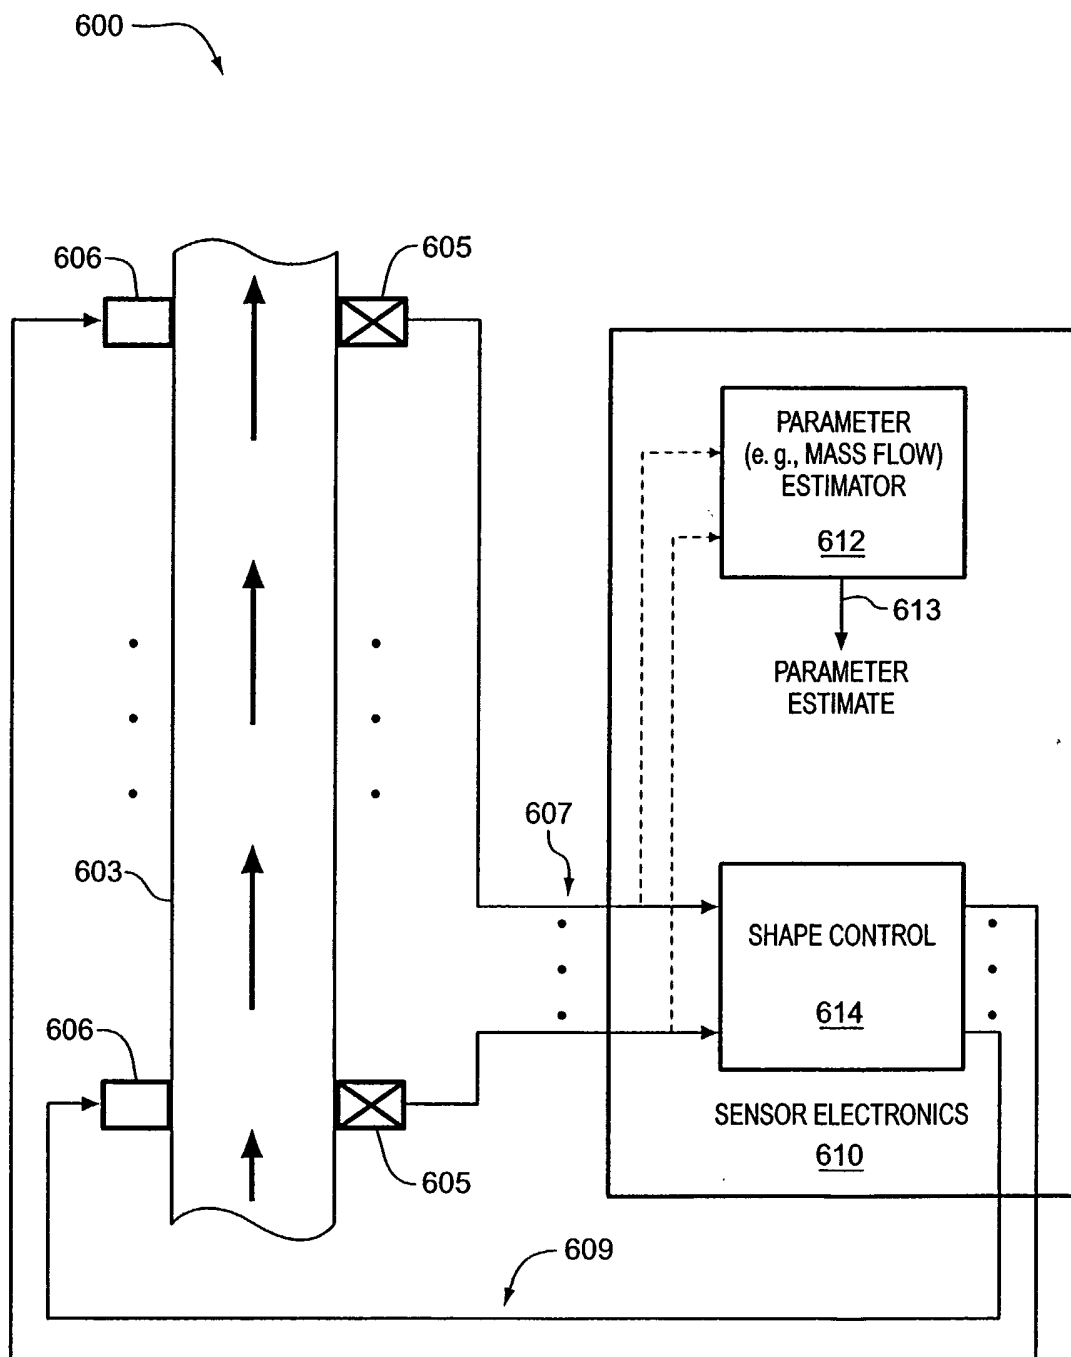 600
606
605
PARAMETER
(e. g., MASS FLOW)
ESTIMATOR
612
613
PARAMETER
ESTIMATE
607
603
SHAPE CONTROL
614
606
SENSOR ELECTRONICS
610
605
609